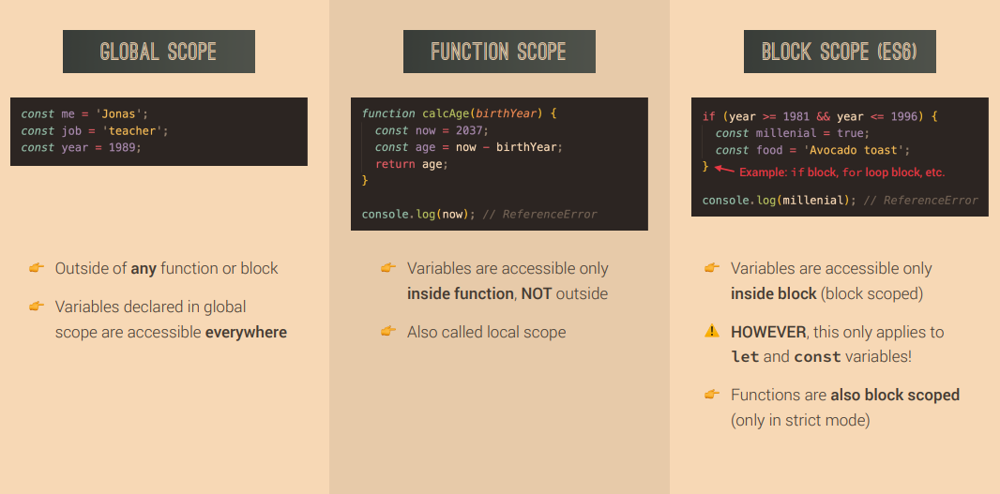 GLOBAL SCOPE
const me = 'Jonas';
const job = 'teacher';
const year = 1989;
Outside of any function or block
Variables declared in global
scope are accessible everywhere
FUNCTION SCOPE
function calcAge(birthYear) {
  const now = 2037;
  const age = now − birthYear;
  return age;
}
console.log(now); // ReferenceError
Variables are accessible only
inside function, NOT outside
Also called local scope
BLOCK SCOPE (ES6)
if (year >= 1981 && year <= 1996) {
  const millenial = true;
  const food = 'Avocado toast';
}
Example: if block, for loop block, etc.
console.log(millenial); // ReferenceError
Variables are accessible only
inside block (block scoped)
HOWEVER, this only applies to
let and const variables!
Functions are also block scoped
(only in strict mode)